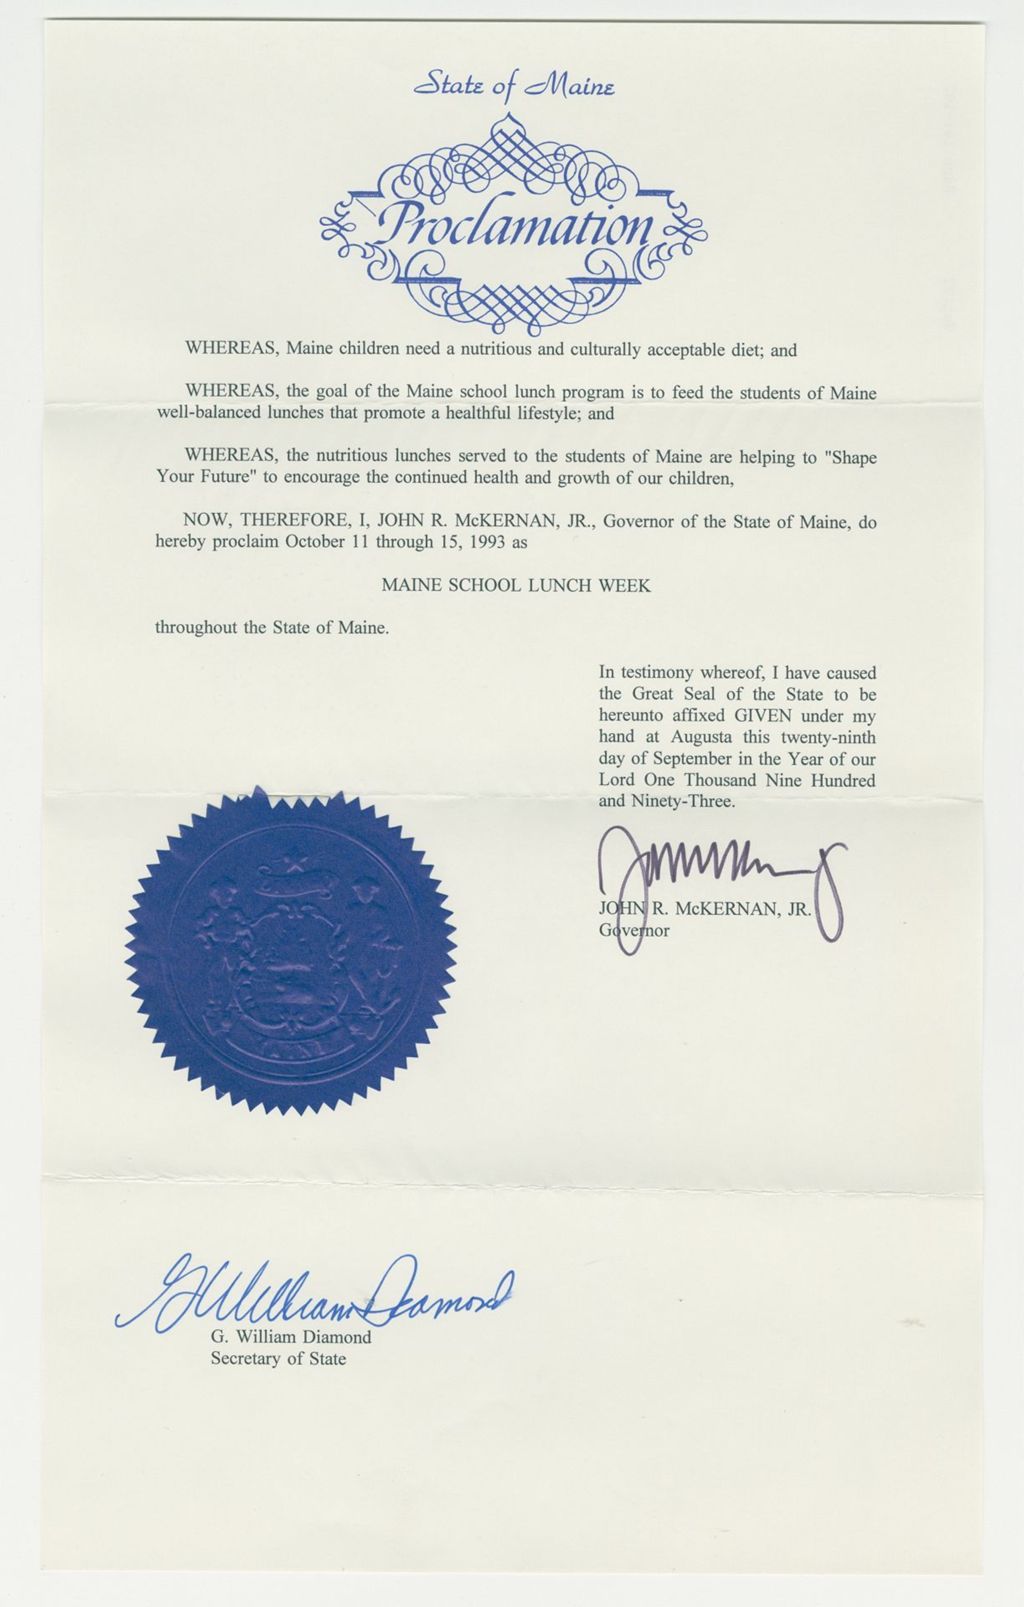 State of Maine
Proclamation
WHEREAS, Maine children need a nutritious and culturally acceptable diet; and
WHEREAS, the goal of the Maine school lunch program is to feed the students of Maine
well-balanced lunches that promote a healthful lifestyle; and
WHEREAS, the nutritious lunches served to the students of Maine are helping to "Shape
Your Future" to encourage the continued health and growth of our children,
NOW, THEREFORE, I, JOHN R. McKERNAN, JR., Governor of the State of Maine, do
hereby proclaim October 11 through 15, 1993 as
MAINE SCHOOL LUNCH WEEK
throughout the State of Maine.
In testimony whereof, I have caused
the Great Seal of the State to be
hereunto affixed GIVEN under my
hand at Augusta this twenty-ninth
day of September in the Year of our
Lord One Thousand Nine Hundred
and Ninety-Three.
JOHN R. McKERNAN, JR.
Governor
G William Diamond
G. William Diamond
Secretary of State